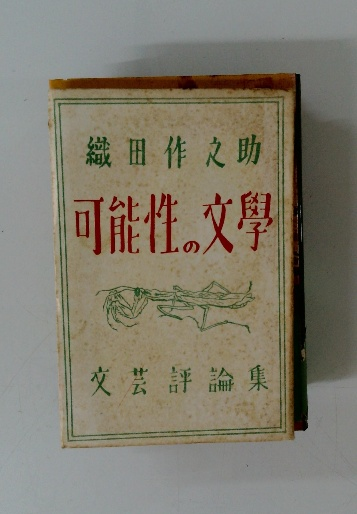 織田作之助
可能性の文學
文芸評論集